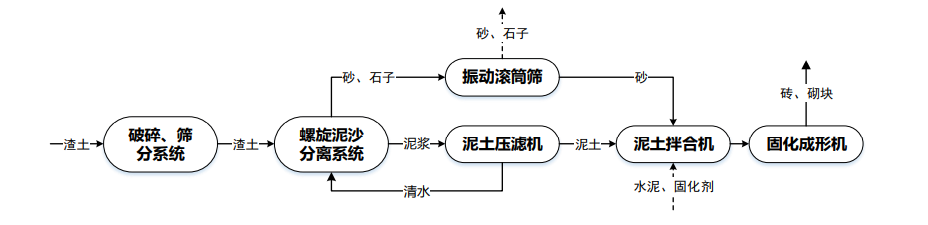 砂、石子
砂、石子
振动滚筒筛
砂
砖、砌块
渣土
破碎、筛
分系统
渣土
螺旋泥沙
分离系统
泥浆
泥土压滤机
泥土
泥土拌合机
固化成形机
清水
水泥、固化剂